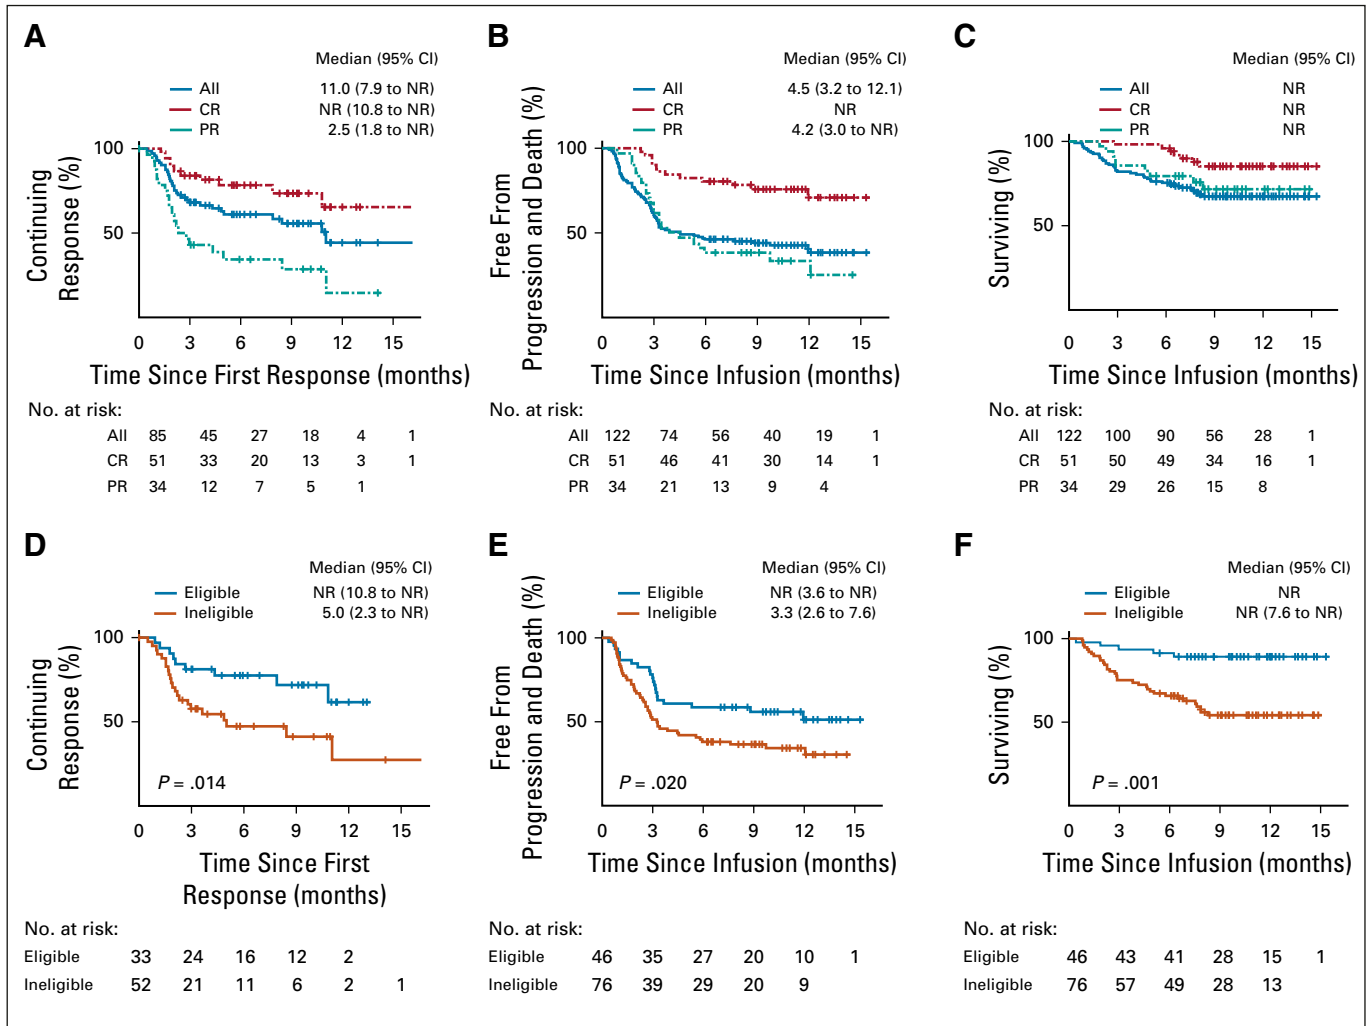 A
Median (95% CI)
All 11.0 (7.9 to NR)
CR NR (10.8 to NR)
PR 2.5 (1.8 to NR)
100
50
Continuing
Response (%)
0 3 6 9 12 15
Time Since First Response (months)
No. at risk:
All 85 45 27 18 4 1
CR 51 33 20 13 3 1
PR 34 12 7 5 1
B
Median (95% CI)
All 4.5 (3.2 to 12.1)
CR NR
PR 4.2 (3.0 to NR)
100
50
Free From
Progression and Death (%)
0 3 6 9 12 15
Time Since Infusion (months)
No. at risk:
All 122 74 56 40 19 1
CR 51 46 41 30 14 1
PR 34 21 13 9 4
C
Median (95% CI)
All NR
CR NR
PR NR
100
50
Surviving (%)
0 3 6 9 12 15
Time Since Infusion (months)
No. at risk:
All 122 100 90 56 28 1
CR 51 50 49 34 16 1
PR 34 29 26 15 8
D
Median (95% CI)
Eligible NR (10.8 to NR)
Ineligible 5.0 (2.3 to NR)
100
50
Continuing
Response (%)
P = .014
0 3 6 9 12 15
Time Since First
Response (months)
No. at risk:
Eligible 33 24 16 12 2
Ineligible 52 21 11 6 2 1
E
Median (95% CI)
Eligible NR (3.6 to NR)
Ineligible 3.3 (2.6 to 7.6)
100
50
Free From
Progression and Death (%)
P = .020
0 3 6 9 12 15
Time Since Infusion (months)
No. at risk:
Eligible 46 35 27 20 10 1
Ineligible 76 39 29 20 9
F
Median (95% CI)
Eligible NR
Ineligible NR (7.6 to NR)
100
50
Surviving (%)
P = .001
0 3 6 9 12 15
Time Since Infusion (months)
No. at risk:
Eligible 46 43 41 28 15 1
Ineligible 76 57 49 28 13